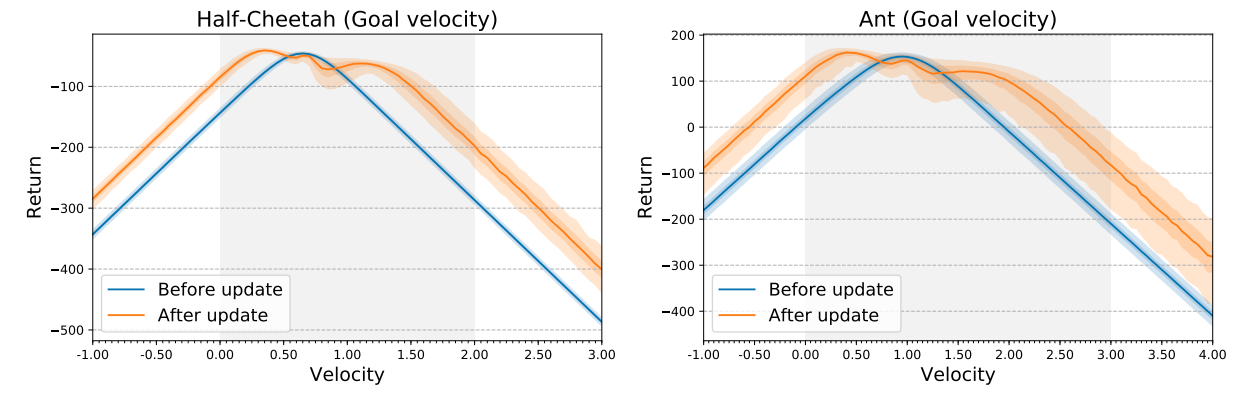 Half-Cheetah (Goal velocity)
Return
−100
−200
−300
−400
−500
Before update
After update
-1.00 -0.50 0.00 0.50 1.00 1.50 2.00 2.50 3.00
Velocity
Ant (Goal velocity)
Return
200
100
0
−100
−200
−300
−400
Before update
After update
-1.00 -0.50 0.00 0.50 1.00 1.50 2.00 2.50 3.00 3.50 4.00
Velocity